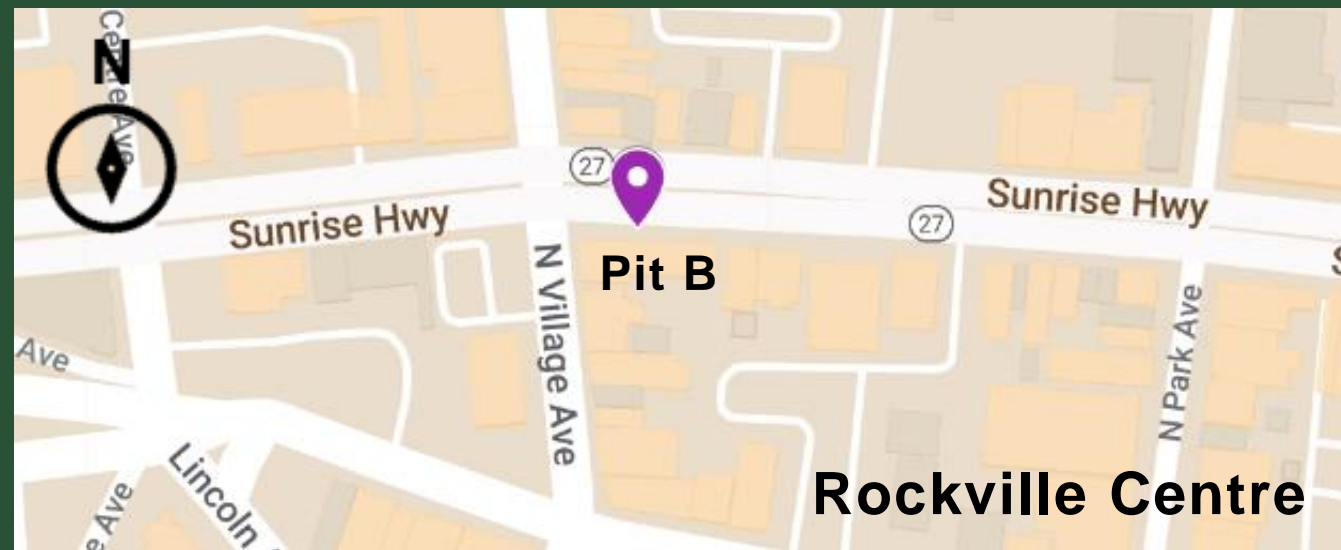 Centre Ave
N
27
Sunrise Hwy
Sunrise Hwy
27
Pit B
N Village Ave
N Park Ave
Ave
Lincoln
e Ave
Rockville Centre